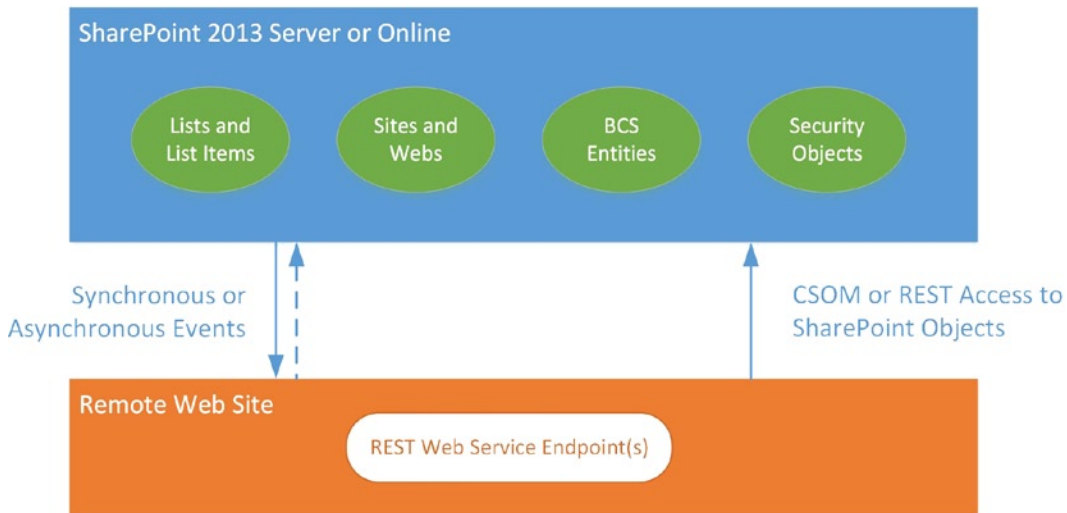 SharePoint 2013 Server or Online
Lists and
List Items
Sites and
Webs
BCS
Entities
Security
Objects
Synchronous or
Asynchronous Events
CSOM or REST Access to
SharePoint Objects
Remote Web Site
REST Web Service Endpoint(s)